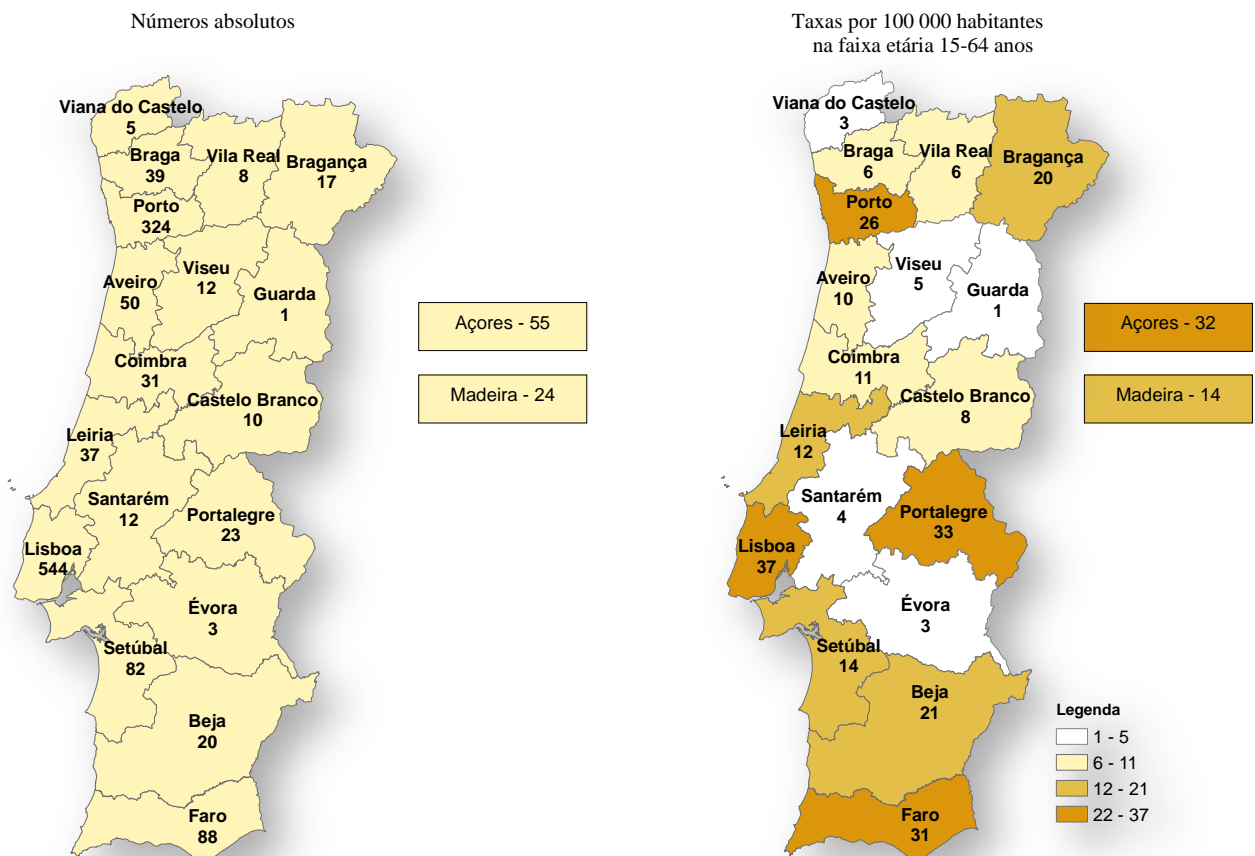 Números absolutos
Viana do Castelo
5
Braga
39
Vila Real
8
Bragança
17
Porto
324
Aveiro
50
Viseu
12
Guarda
1
Coimbra
31
Castelo Branco
10
Leiria
37
Santarém
12
Portalegre
23
Lisboa
544
Évora
3
Setúbal
82
Beja
20
Faro
88
Açores - 55
Madeira - 24
Taxas por 100 000 habitantes
na faixa etária 15-64 anos
Viana do Castelo
3
Braga
6
Vila Real
6
Bragança
20
Porto
26
Aveiro
10
Viseu
5
Guarda
1
Coimbra
11
Castelo Branco
8
Leiria
12
Santarém
4
Portalegre
33
Lisboa
37
Évora
3
Setúbal
14
Beja
21
Faro
31
Açores - 32
Madeira - 14
Legenda
1 - 5
6 - 11
12 - 21
22 - 37